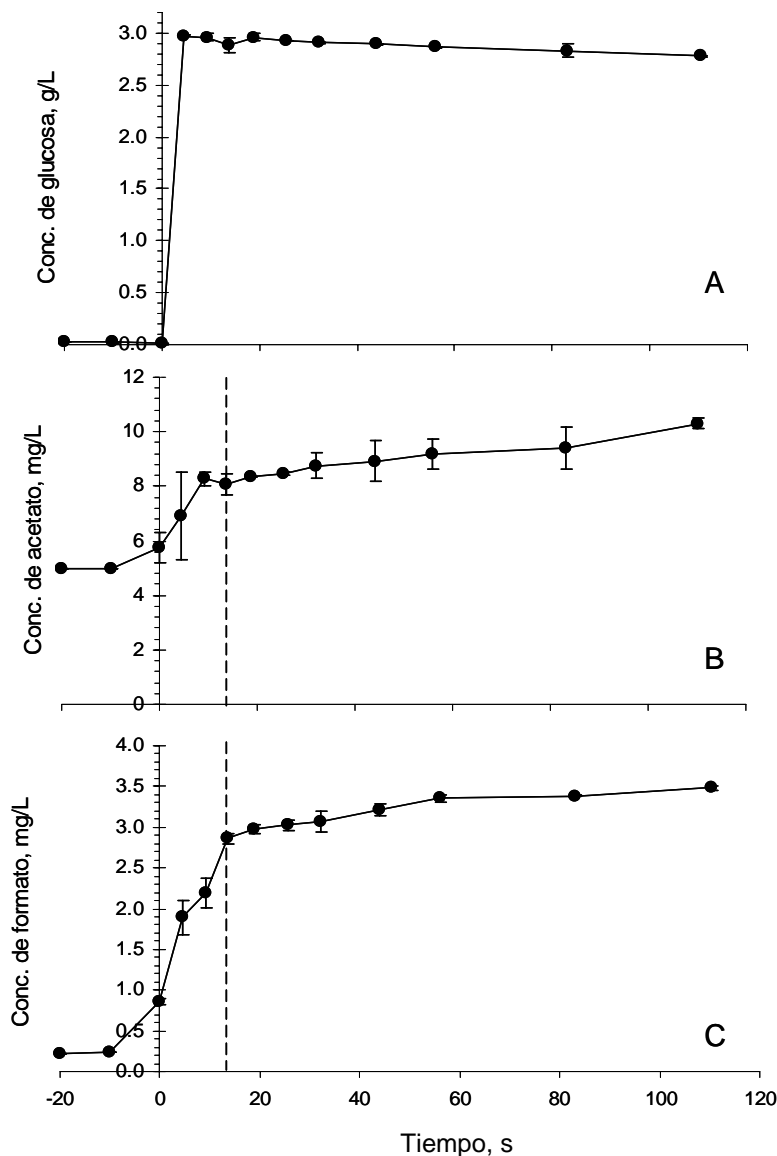 Conc. de glucosa, g/L
3.0
2.5
2.0
1.5
1.0
0.5
0.0
A
Conc. de acetato, mg/L
12
10
8
6
4
2
0
B
Conc. de formato, mg/L
4.0
3.5
3.0
2.5
2.0
1.5
1.0
0.5
0.0
C
-20 0 20 40 60 80 100 120
Tiempo, s